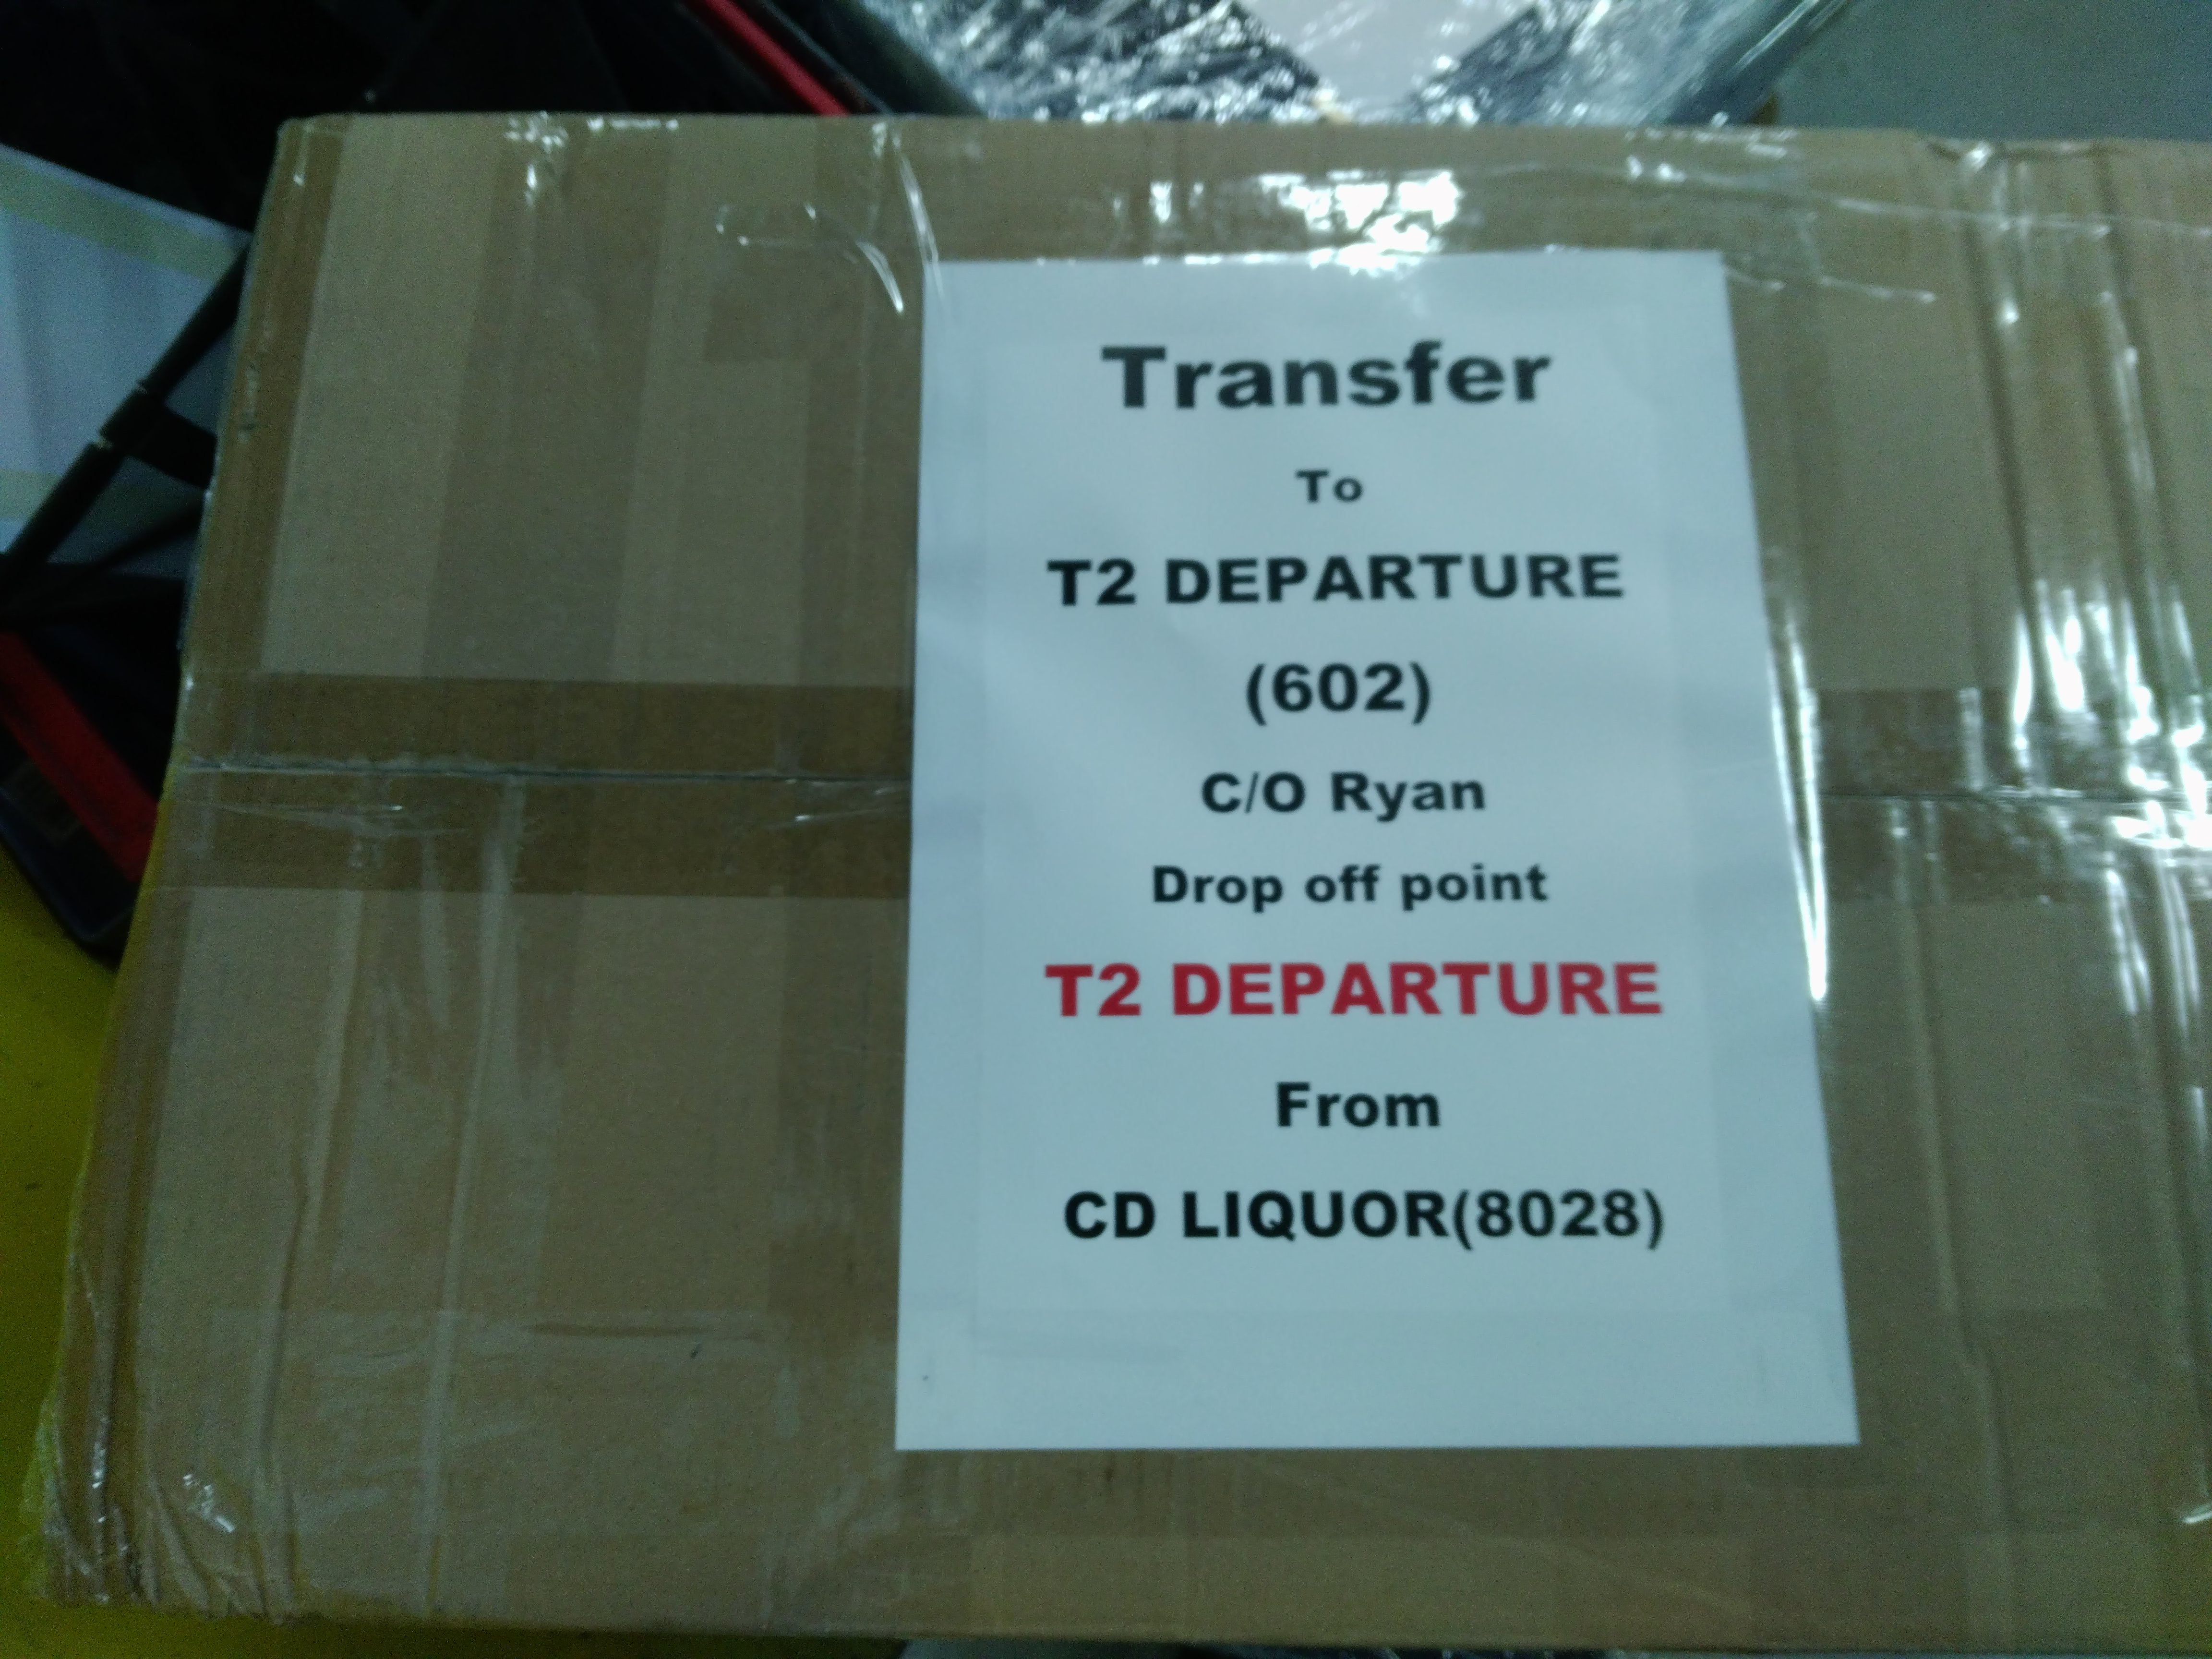 Transfer
To
T2 DEPARTURE
(602)
C/O Ryan
Drop off point
T2 DEPARTURE
From
CD LIQUOR(8028)